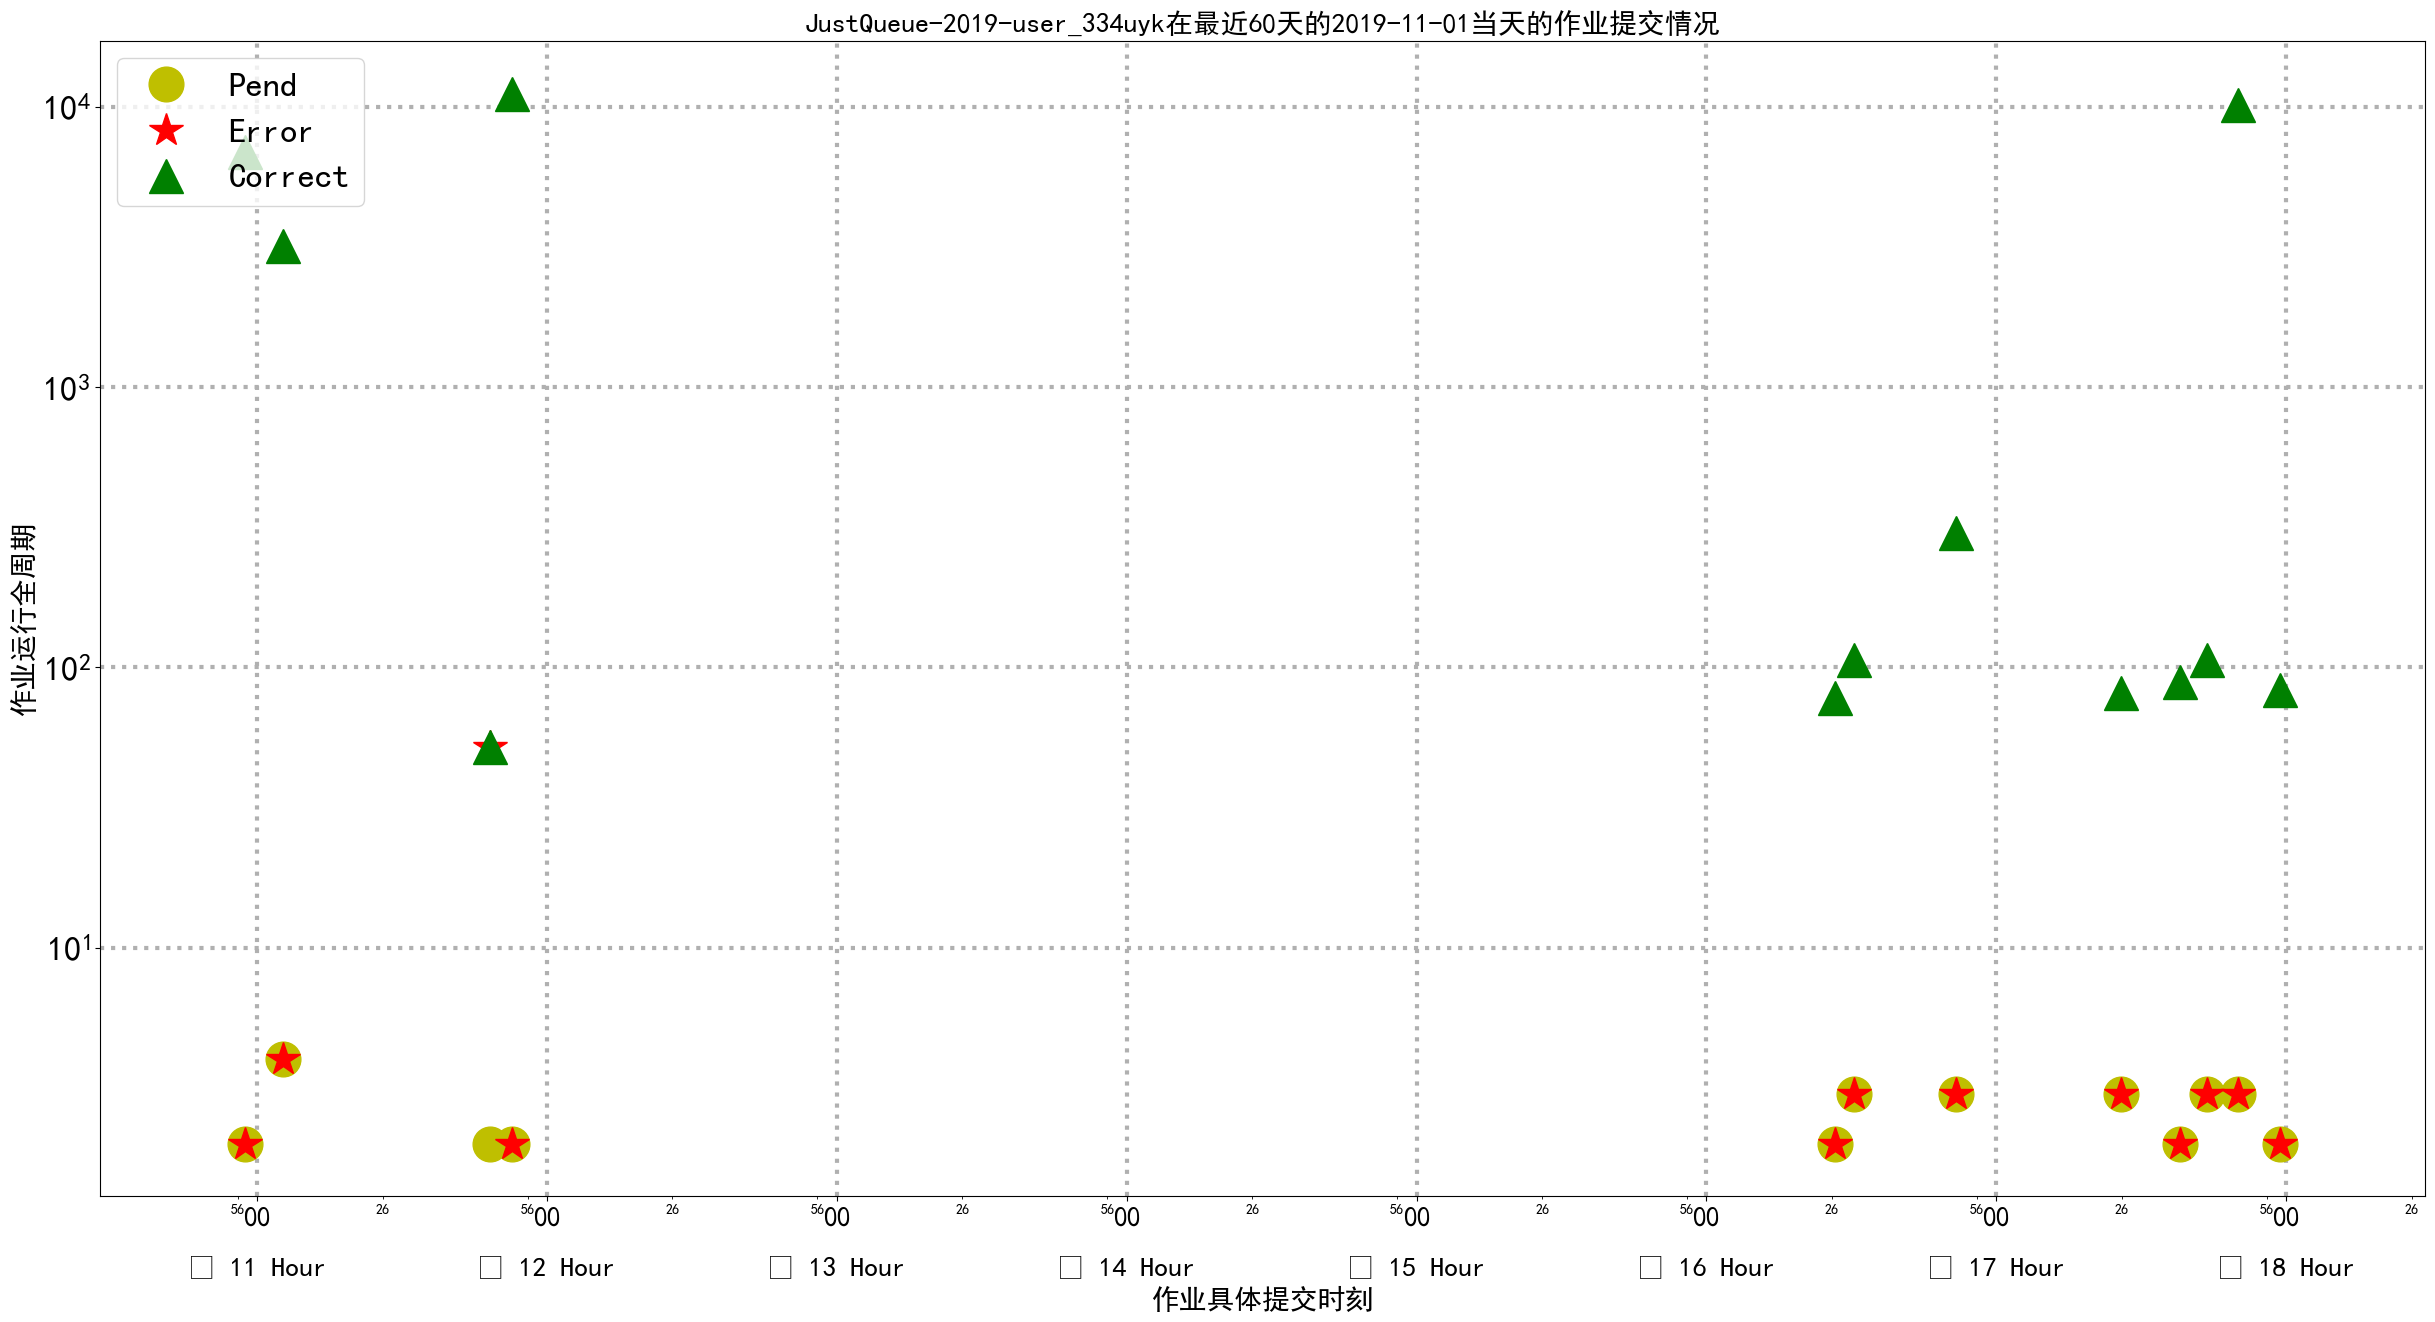 JustQueue-2019-user_334uyk在最近60天的2019-11-01当天的作业提交情况
Pend
Error
Correct
10⁴
10³
10²
10¹
作业运行全周期
56 00 26 56 00 26 56 00 26 56 00 26 56 00 26 56 00 26 56 00 26 56 00 26
11 Hour 12 Hour 13 Hour 14 Hour 15 Hour 16 Hour 17 Hour 18 Hour
作业具体提交时刻